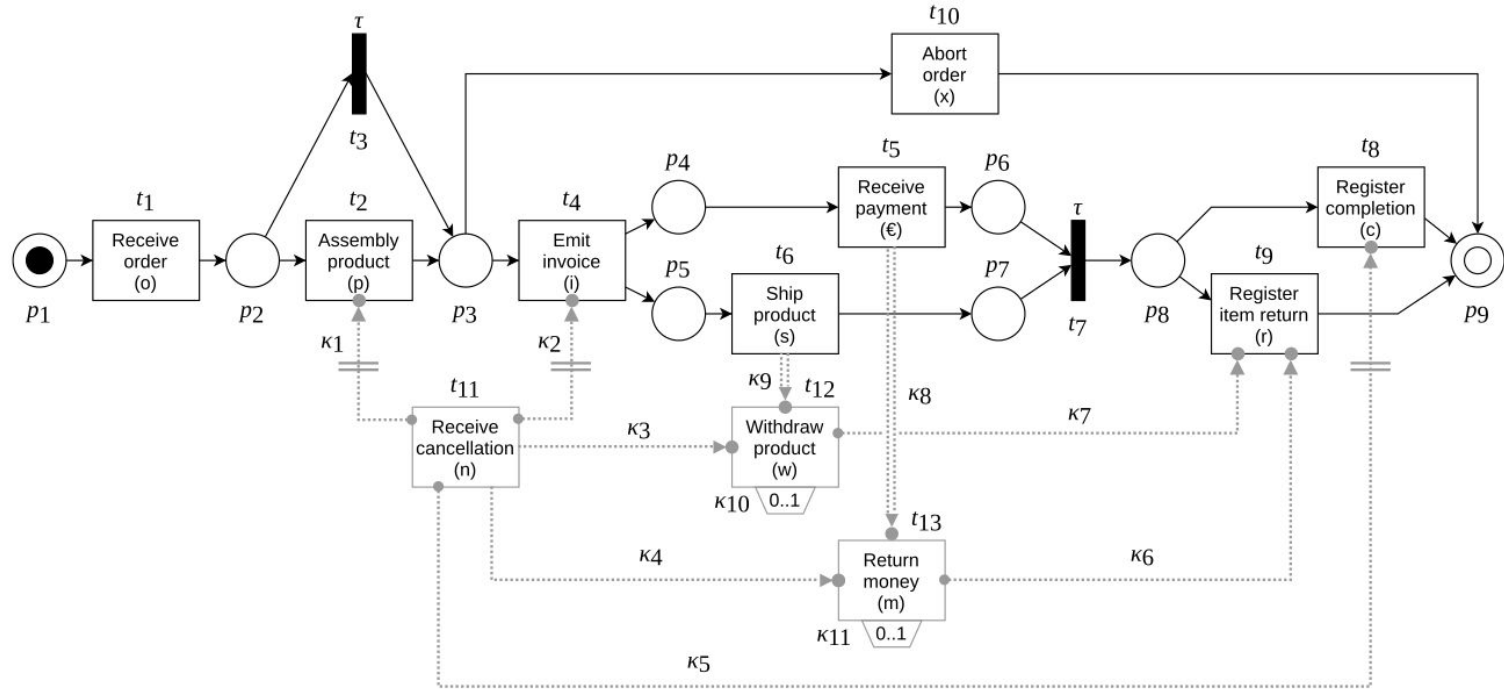 t10
τ
Abort
order
(x)
t3
p4
t5
p6
t8
t1
t2
t4
Receive
payment
(€)
τ
Register
completion
(c)
Receive
order
(o)
Assembly
product
(p)
Emit
invoice
(i)
p5
t6
p7
t9
p1
p2
p3
Ship
product
(s)
t7
p8
Register
item return
(r)
p9
κ1
κ2
t11
κ9
t12
κ8
Receive
cancellation
(n)
κ3
Withdraw
product
(w)
κ7
κ10
0..1
t13
κ4
Return
money
(m)
κ6
κ11
0..1
κ5